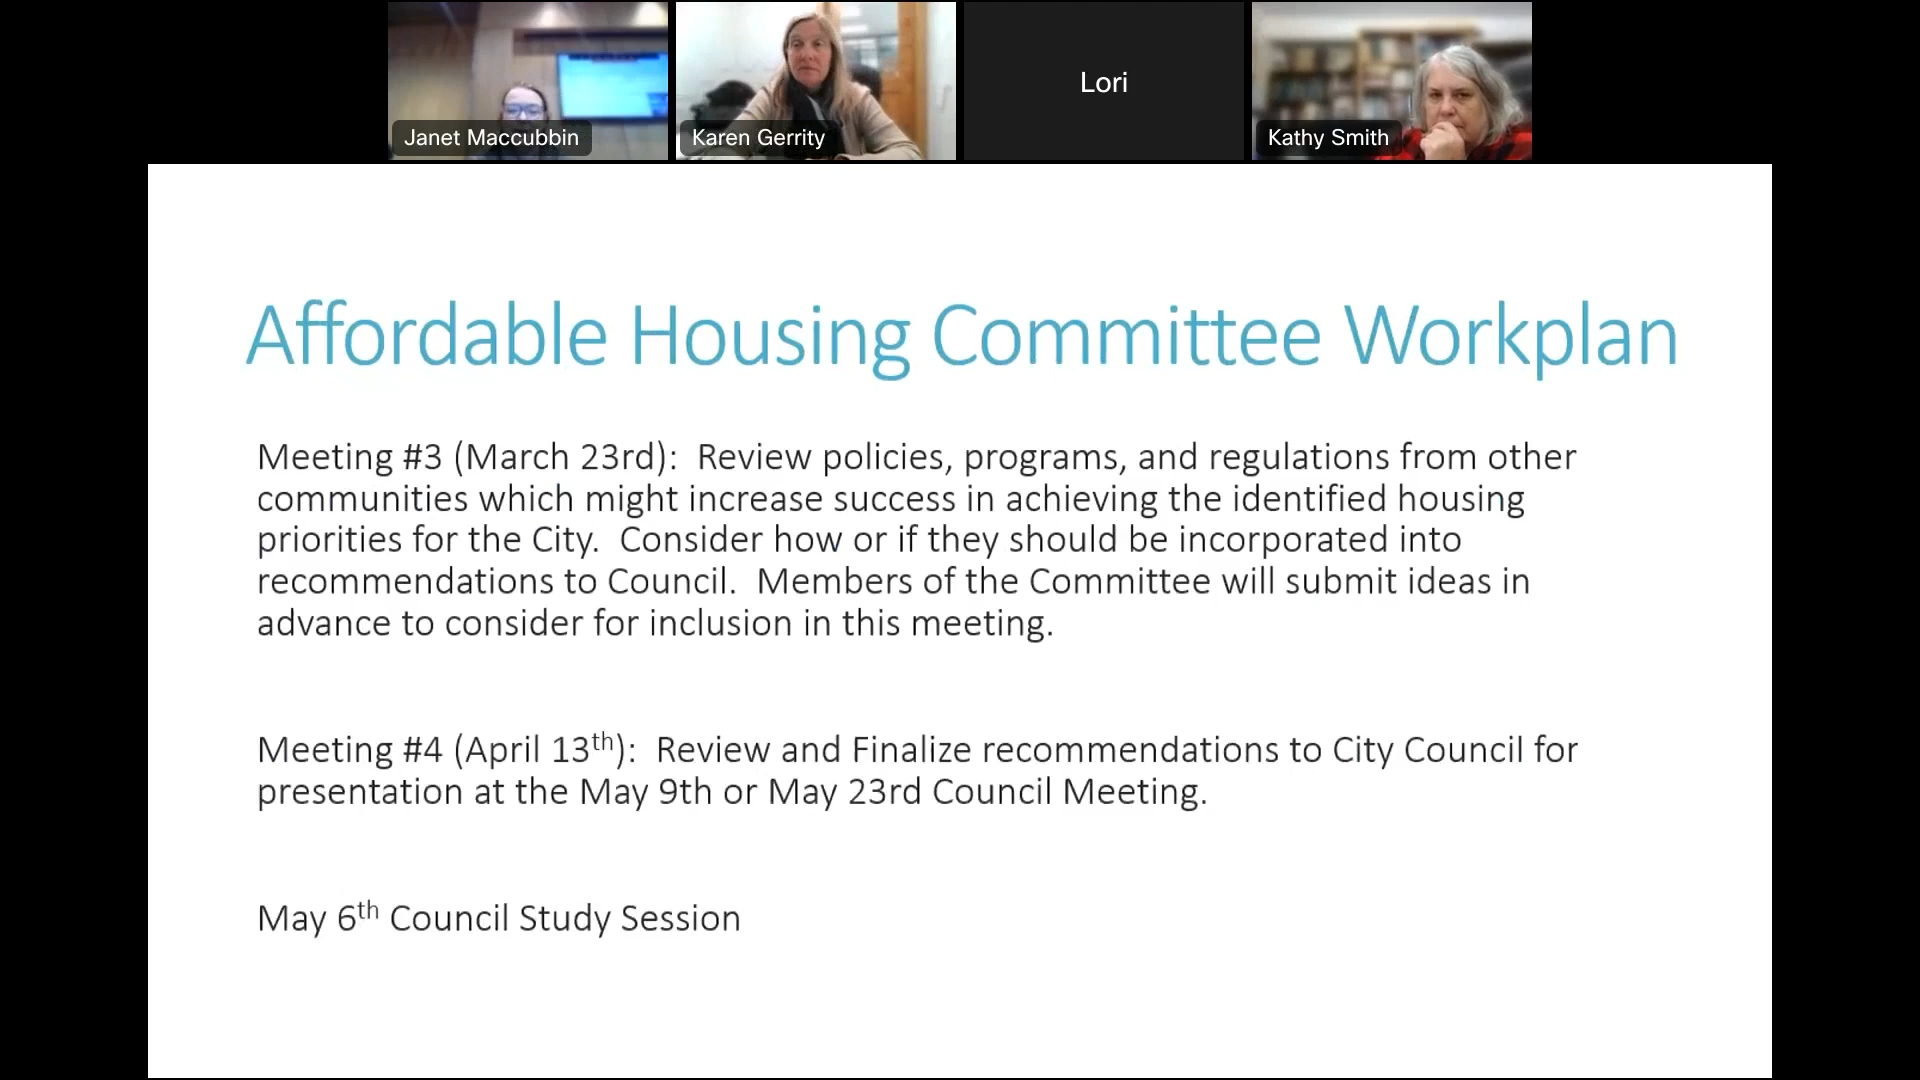 Janet Maccubbin
Karen Gerrity
Lori
Kathy Smith
Affordable Housing Committee Workplan
Meeting #3 (March 23rd):  Review policies, programs, and regulations from other
communities which might increase success in achieving the identified housing
priorities for the City.  Consider how or if they should be incorporated into
recommendations to Council.  Members of the Committee will submit ideas in
advance to consider for inclusion in this meeting.
Meeting #4 (April 13th):  Review and Finalize recommendations to City Council for
presentation at the May 9th or May 23rd Council Meeting.
May 6th Council Study Session